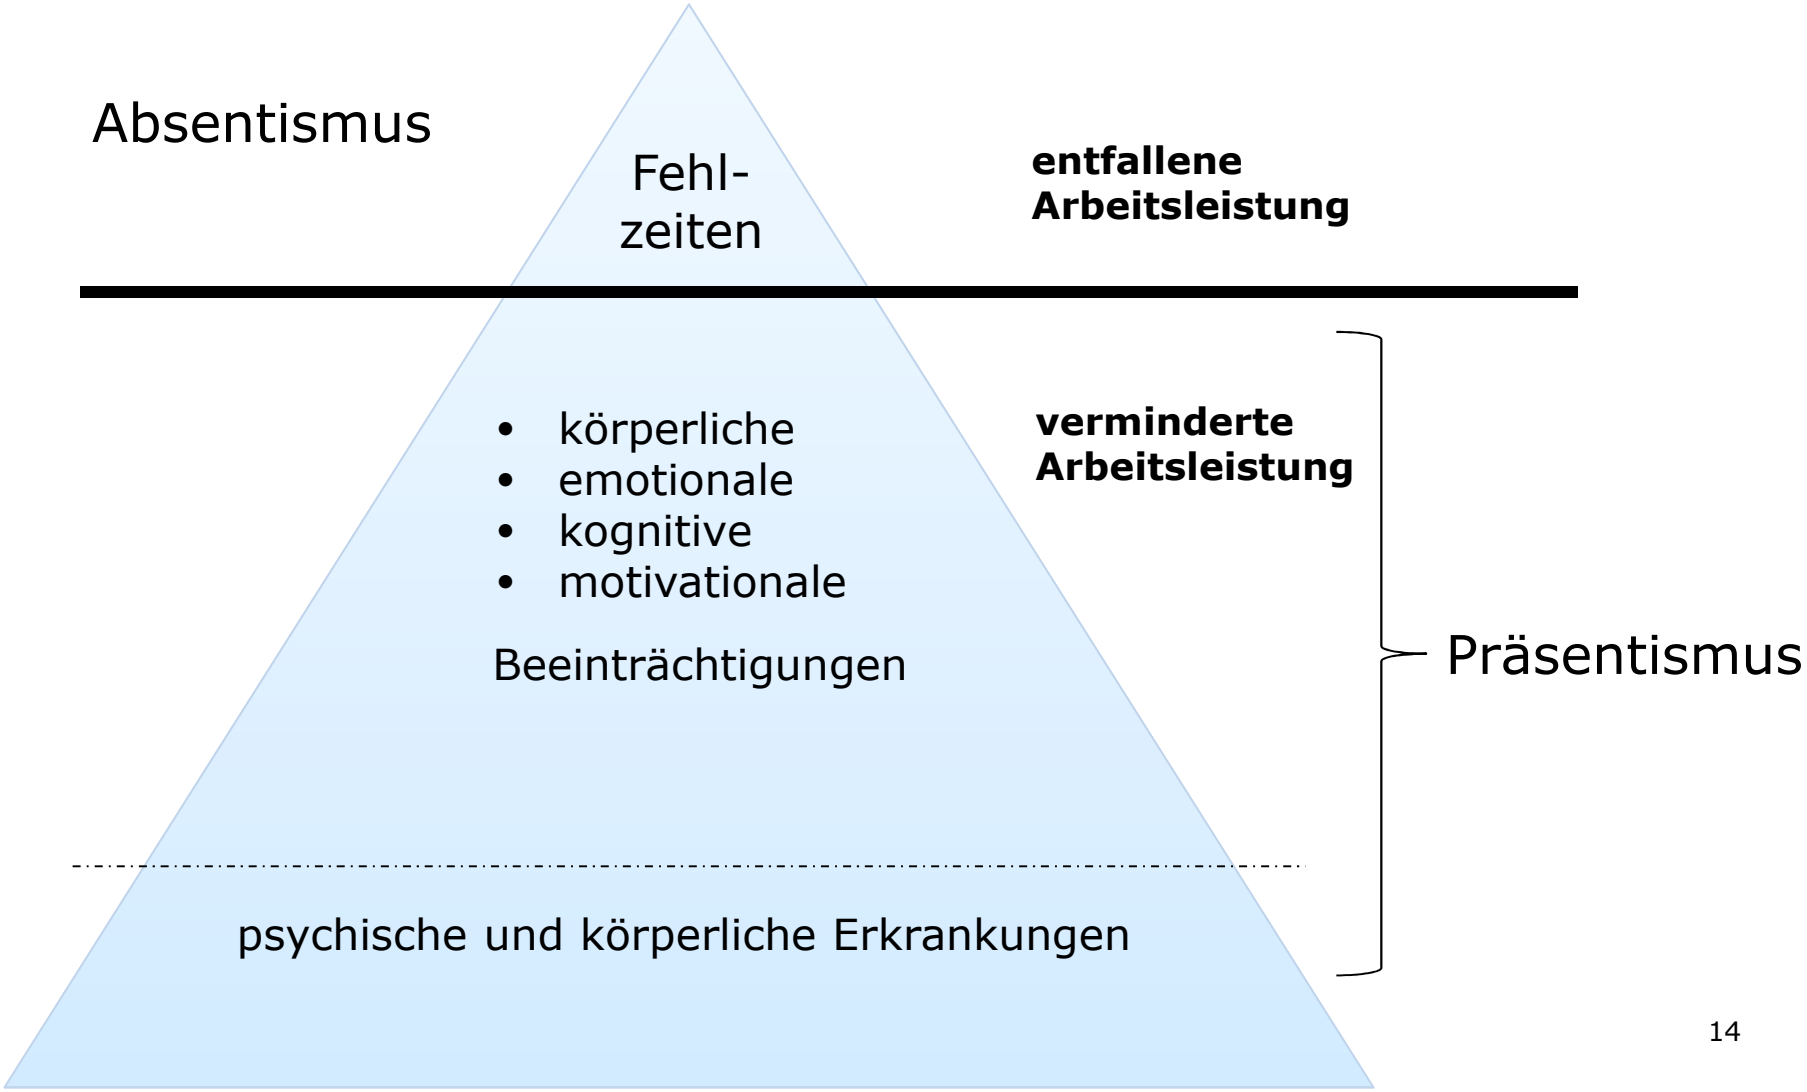 Absentismus
Fehl-
zeiten
entfallene
Arbeitsleistung
• körperliche
• emotionale
• kognitive
• motivationale
Beeinträchtigungen
verminderte
Arbeitsleistung
Präsentismus
psychische und körperliche Erkrankungen
14